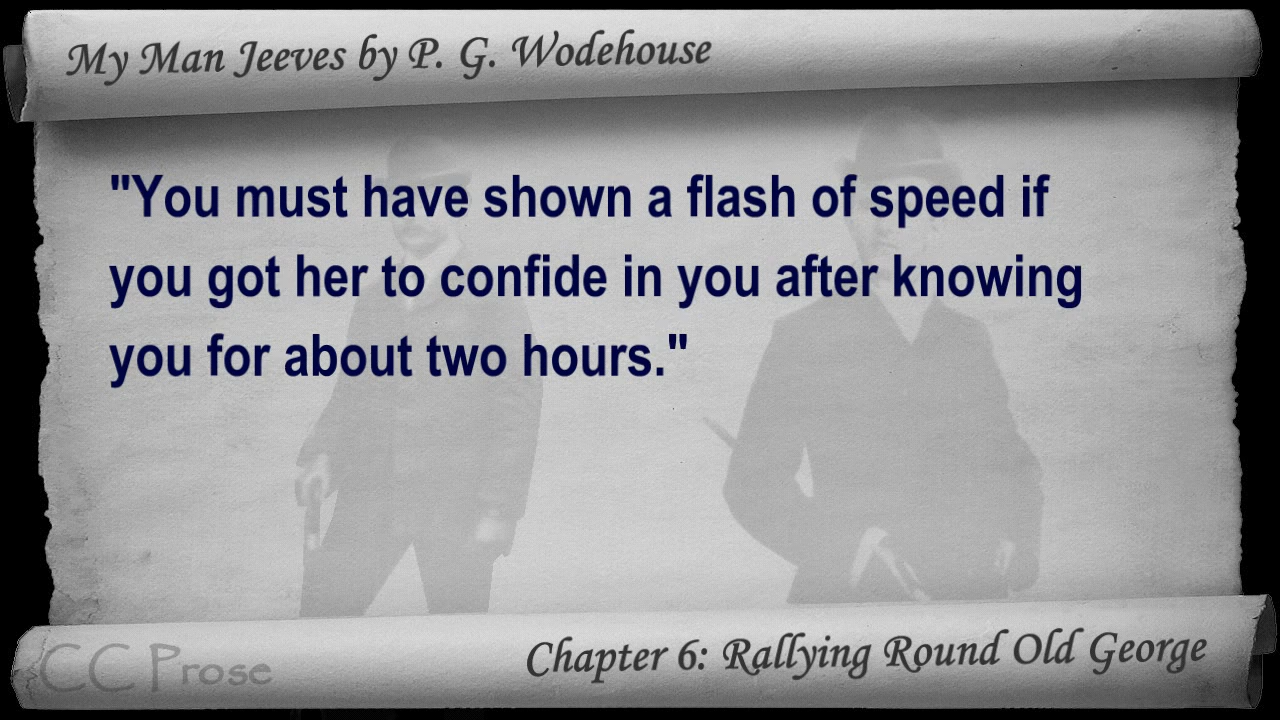 My Man Jeeves by P. G. Wodehouse
"You must have shown a flash of speed if
you got her to confide in you after knowing
you for about two hours."
CC Prose
Chapter 6: Rallying Round Old George